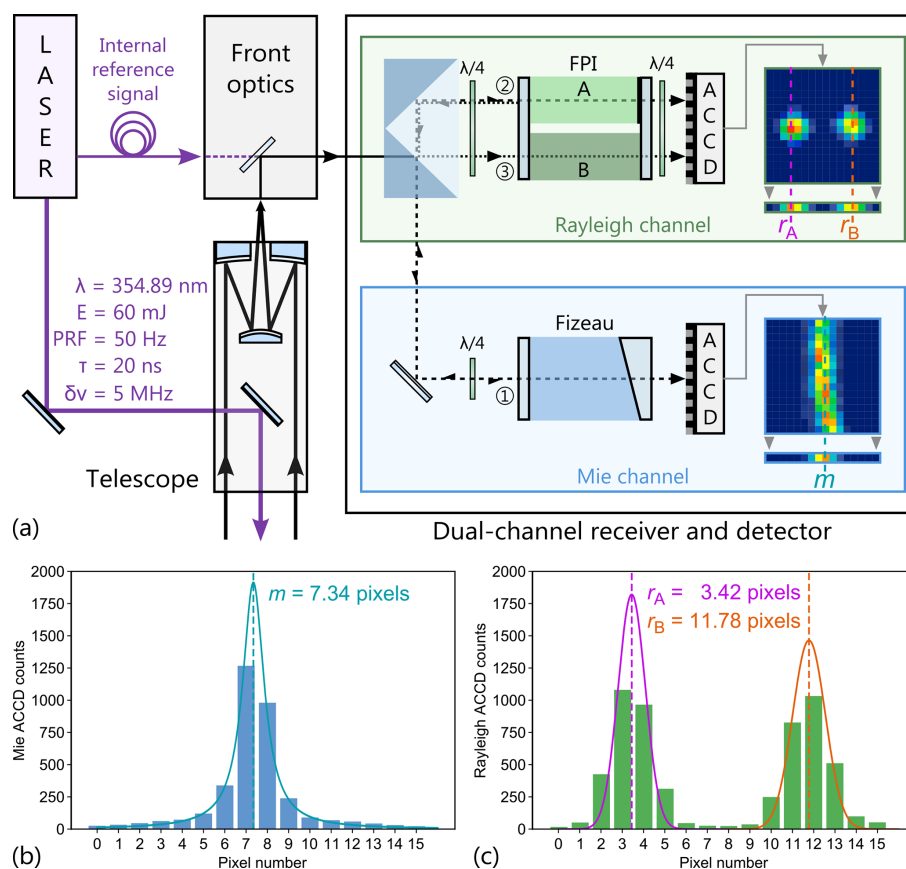 L
A
S
E
R
Internal
reference
signal
Front
optics
λ = 354.89 nm
E = 60 mJ
PRF = 50 Hz
τ = 20 ns
δν = 5 MHz
Telescope
(a)
λ/4
②
FPI
A
λ/4
③
B
A
C
C
D
Rayleigh channel
rA
rB
λ/4
①
Fizeau
A
C
C
D
Mie channel
m
Dual-channel receiver and detector
2000
1750
1500
1250
1000
750
500
250
0
Mie ACCD counts
m = 7.34 pixels
0 1 2 3 4 5 6 7 8 9 10 11 12 13 14 15
Pixel number
(b)
2000
1750
1500
1250
1000
750
500
250
0
Rayleigh ACCD counts
rA = 3.42 pixels
rB = 11.78 pixels
0 1 2 3 4 5 6 7 8 9 10 11 12 13 14 15
Pixel number
(c)